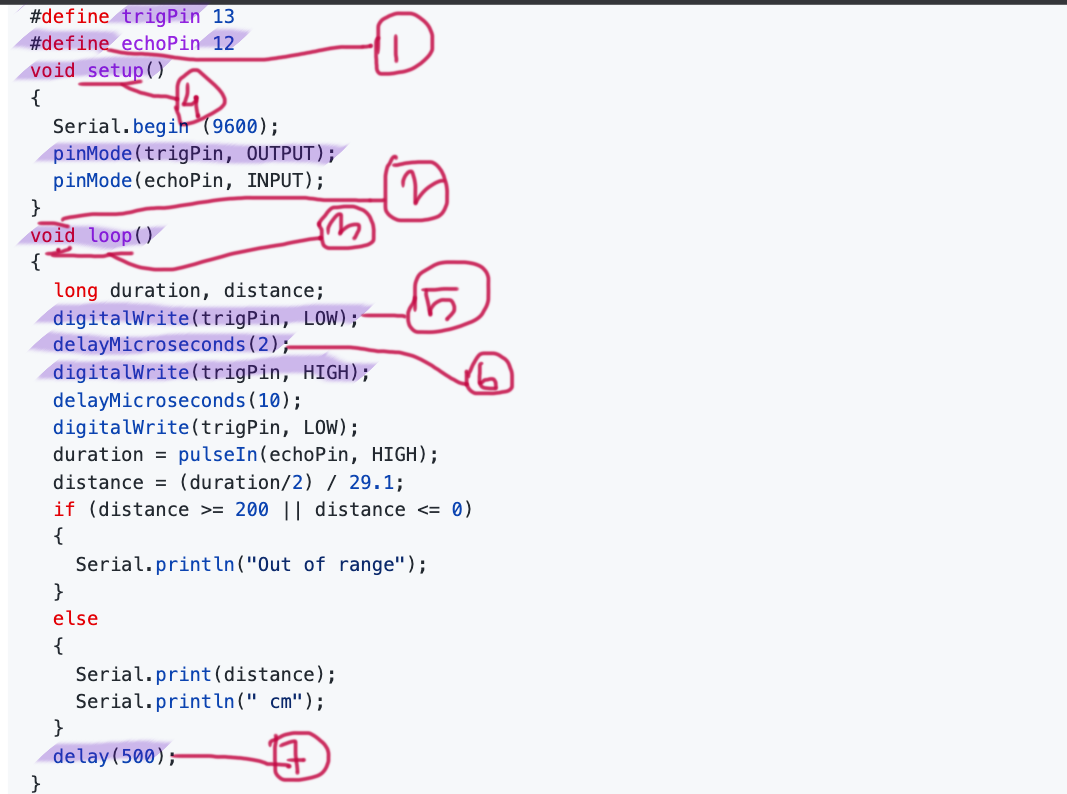 #define trigPin 13
#define echoPin 12
1
void setup()
4
{
Serial.begin (9600);
pinMode(trigPin, OUTPUT);
pinMode(echoPin, INPUT);
2
}
3
void loop()
{
long duration, distance;
digitalWrite(trigPin, LOW);
5
delayMicroseconds(2);
6
digitalWrite(trigPin, HIGH);
delayMicroseconds(10);
digitalWrite(trigPin, LOW);
duration = pulseIn(echoPin, HIGH);
distance = (duration/2) / 29.1;
if (distance >= 200 || distance <= 0)
{
Serial.println("Out of range");
}
else
{
Serial.print(distance);
Serial.println(" cm");
}
delay(500);
7
}